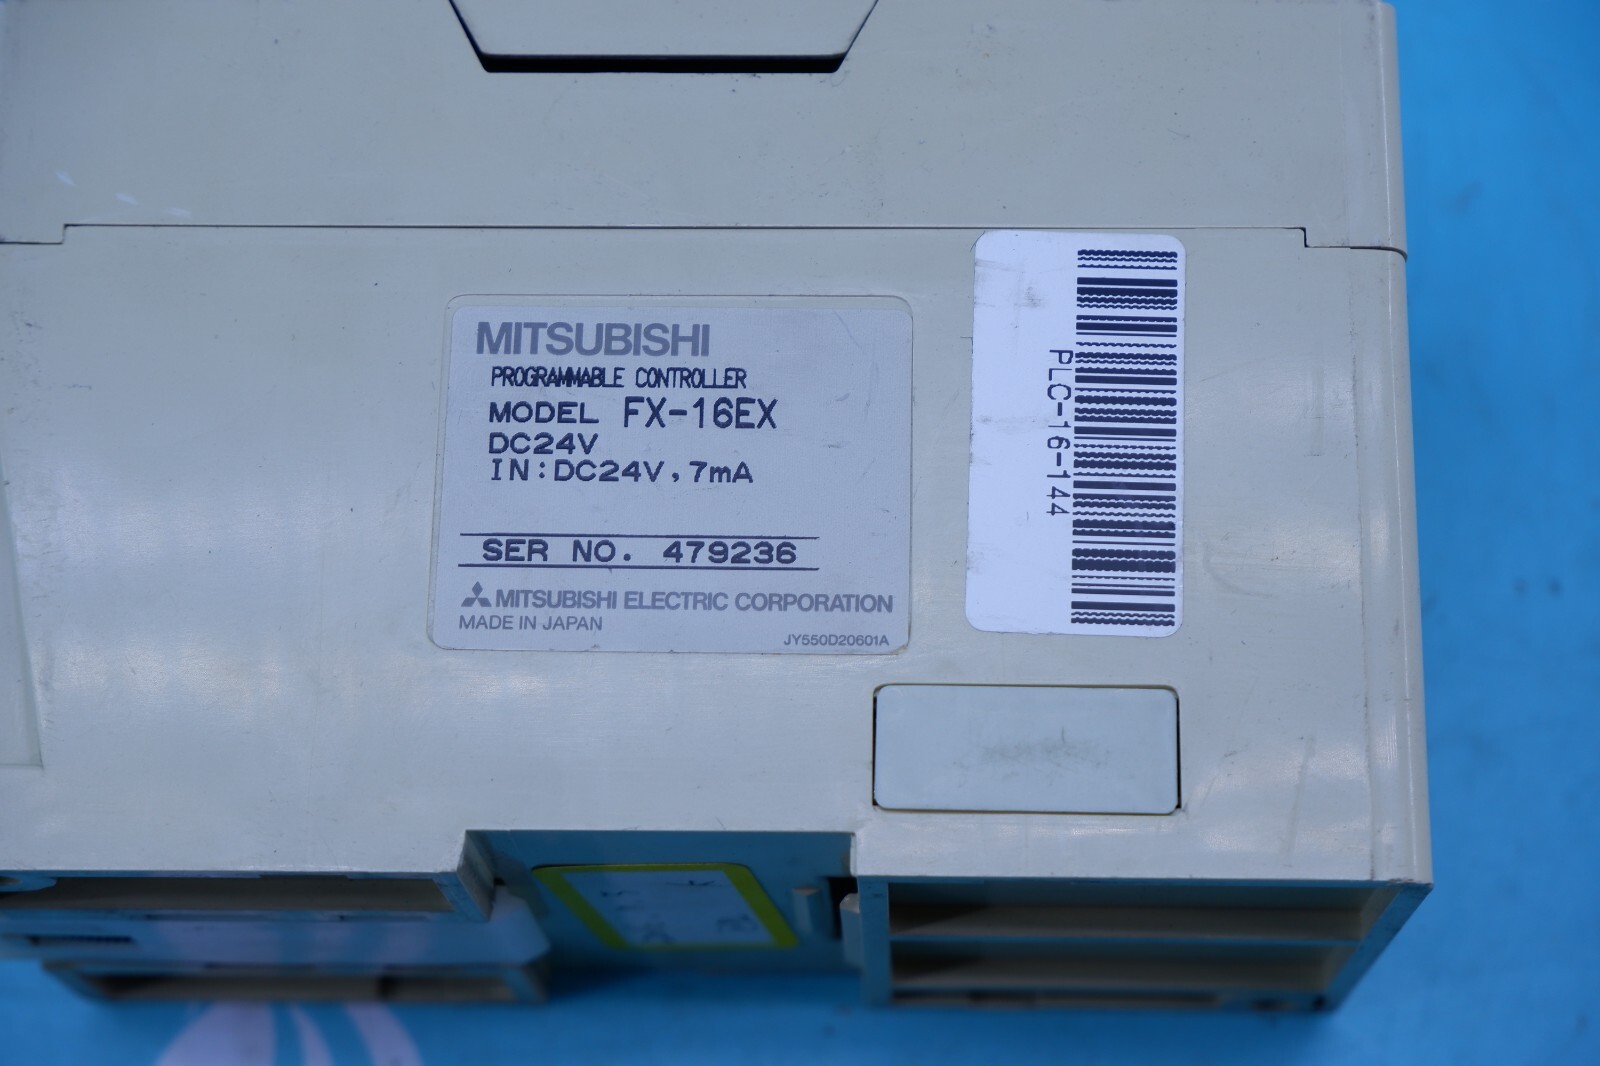 MITSUBISHI
PROGRAMMABLE CONTROLLER
MODEL FX-16EX
DC24V
IN:DC24V, 7mA
SER NO. 479236
MITSUBISHI ELECTRIC CORPORATION
MADE IN JAPAN
JY550D20601A
PLC-16-144